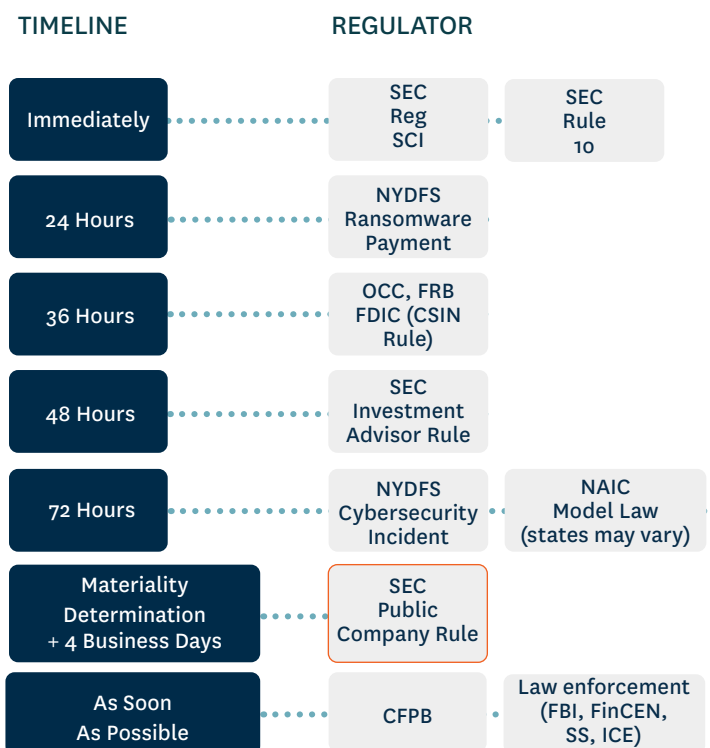 TIMELINE
REGULATOR
Immediately
SEC
Reg
SCI
SEC
Rule
10
24 Hours
NYDFS
Ransomware
Payment
36 Hours
OCC, FRB
FDIC (CSIN
Rule)
48 Hours
SEC
Investment
Advisor Rule
72 Hours
NYDFS
Cybersecurity
Incident
NAIC
Model Law
(states may vary)
Materiality
Determination
+ 4 Business Days
SEC
Public
Company Rule
As Soon
As Possible
CFPB
Law enforcement
(FBI, FinCEN,
SS, ICE)